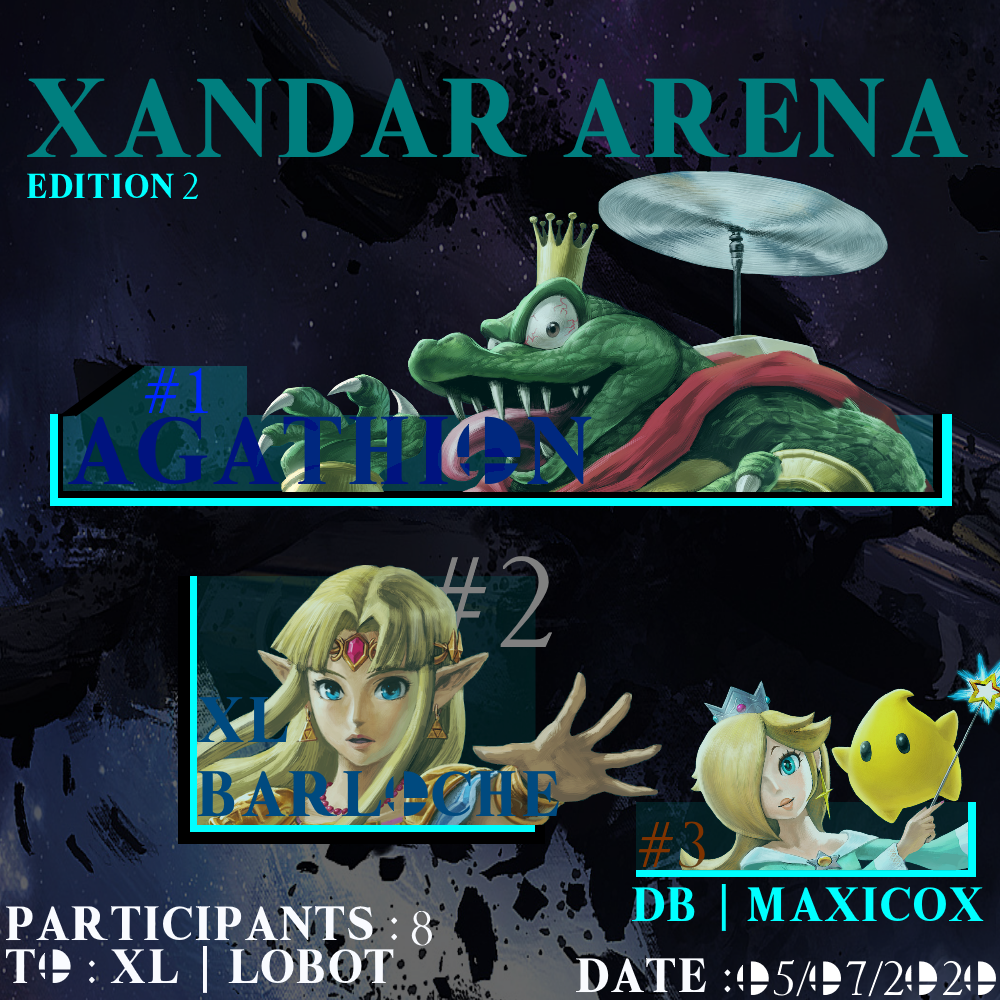 XANDAR ARENA
EDITION 2
#1
AGATHION
#2
XL
BARLOCHE
#3
DB | MAXICOX
PARTICIPANTS : 8
TO : XL | LOBOT
DATE :05/07/2020